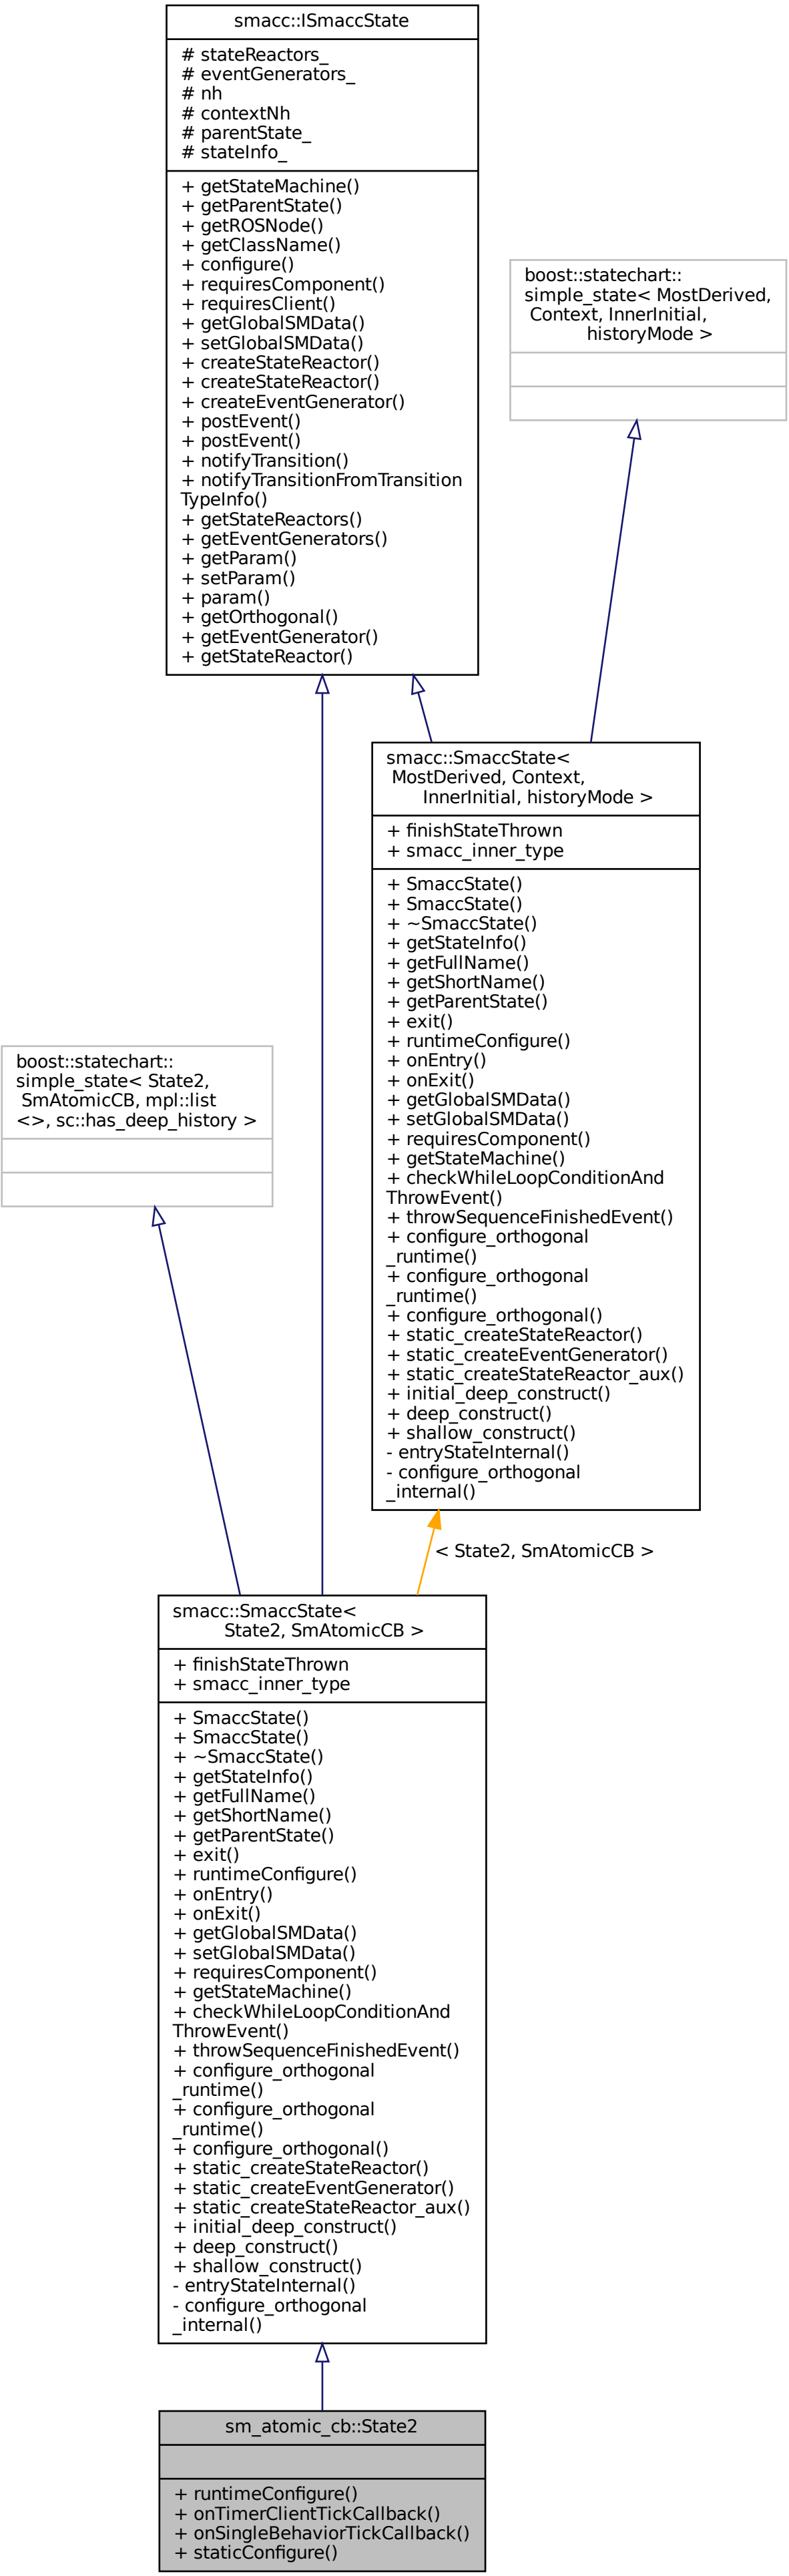 smacc::ISmaccState
# stateReactors_
# eventGenerators_
# nh
# contextNh
# parentState_
# stateInfo_
+ getStateMachine()
+ getParentState()
+ getROSNode()
+ getClassName()
+ configure()
+ requiresComponent()
+ requiresClient()
+ getGlobalSMData()
+ setGlobalSMData()
+ createStateReactor()
+ createStateReactor()
+ createEventGenerator()
+ postEvent()
+ postEvent()
+ notifyTransition()
+ notifyTransitionFromTransition
TypeInfo()
+ getStateReactors()
+ getEventGenerators()
+ getParam()
+ setParam()
+ param()
+ getOrthogonal()
+ getEventGenerator()
+ getStateReactor()
boost::statechart::
simple_state< MostDerived,
Context, InnerInitial,
historyMode >
smacc::SmaccState<
MostDerived, Context,
InnerInitial, historyMode >
+ finishStateThrown
+ smacc_inner_type
+ SmaccState()
+ SmaccState()
+ ~SmaccState()
+ getStateInfo()
+ getFullName()
+ getShortName()
+ getParentState()
+ exit()
+ runtimeConfigure()
+ onEntry()
+ onExit()
+ getGlobalSMData()
+ setGlobalSMData()
+ requiresComponent()
+ getStateMachine()
+ checkWhileLoopConditionAnd
ThrowEvent()
+ throwSequenceFinishedEvent()
+ configure_orthogonal
_runtime()
+ configure_orthogonal
_runtime()
+ configure_orthogonal()
+ static_createStateReactor()
+ static_createEventGenerator()
+ static_createStateReactor_aux()
+ initial_deep_construct()
+ deep_construct()
+ shallow_construct()
- entryStateInternal()
- configure_orthogonal
_internal()
boost::statechart::
simple_state< State2,
SmAtomicCB, mpl::list
<>, sc::has_deep_history >
< State2, SmAtomicCB >
smacc::SmaccState<
State2, SmAtomicCB >
+ finishStateThrown
+ smacc_inner_type
+ SmaccState()
+ SmaccState()
+ ~SmaccState()
+ getStateInfo()
+ getFullName()
+ getShortName()
+ getParentState()
+ exit()
+ runtimeConfigure()
+ onEntry()
+ onExit()
+ getGlobalSMData()
+ setGlobalSMData()
+ requiresComponent()
+ getStateMachine()
+ checkWhileLoopConditionAnd
ThrowEvent()
+ throwSequenceFinishedEvent()
+ configure_orthogonal
_runtime()
+ configure_orthogonal
_runtime()
+ configure_orthogonal()
+ static_createStateReactor()
+ static_createEventGenerator()
+ static_createStateReactor_aux()
+ initial_deep_construct()
+ deep_construct()
+ shallow_construct()
- entryStateInternal()
- configure_orthogonal
_internal()
sm_atomic_cb::State2
+ runtimeConfigure()
+ onTimerClientTickCallback()
+ onSingleBehaviorTickCallback()
+ staticConfigure()